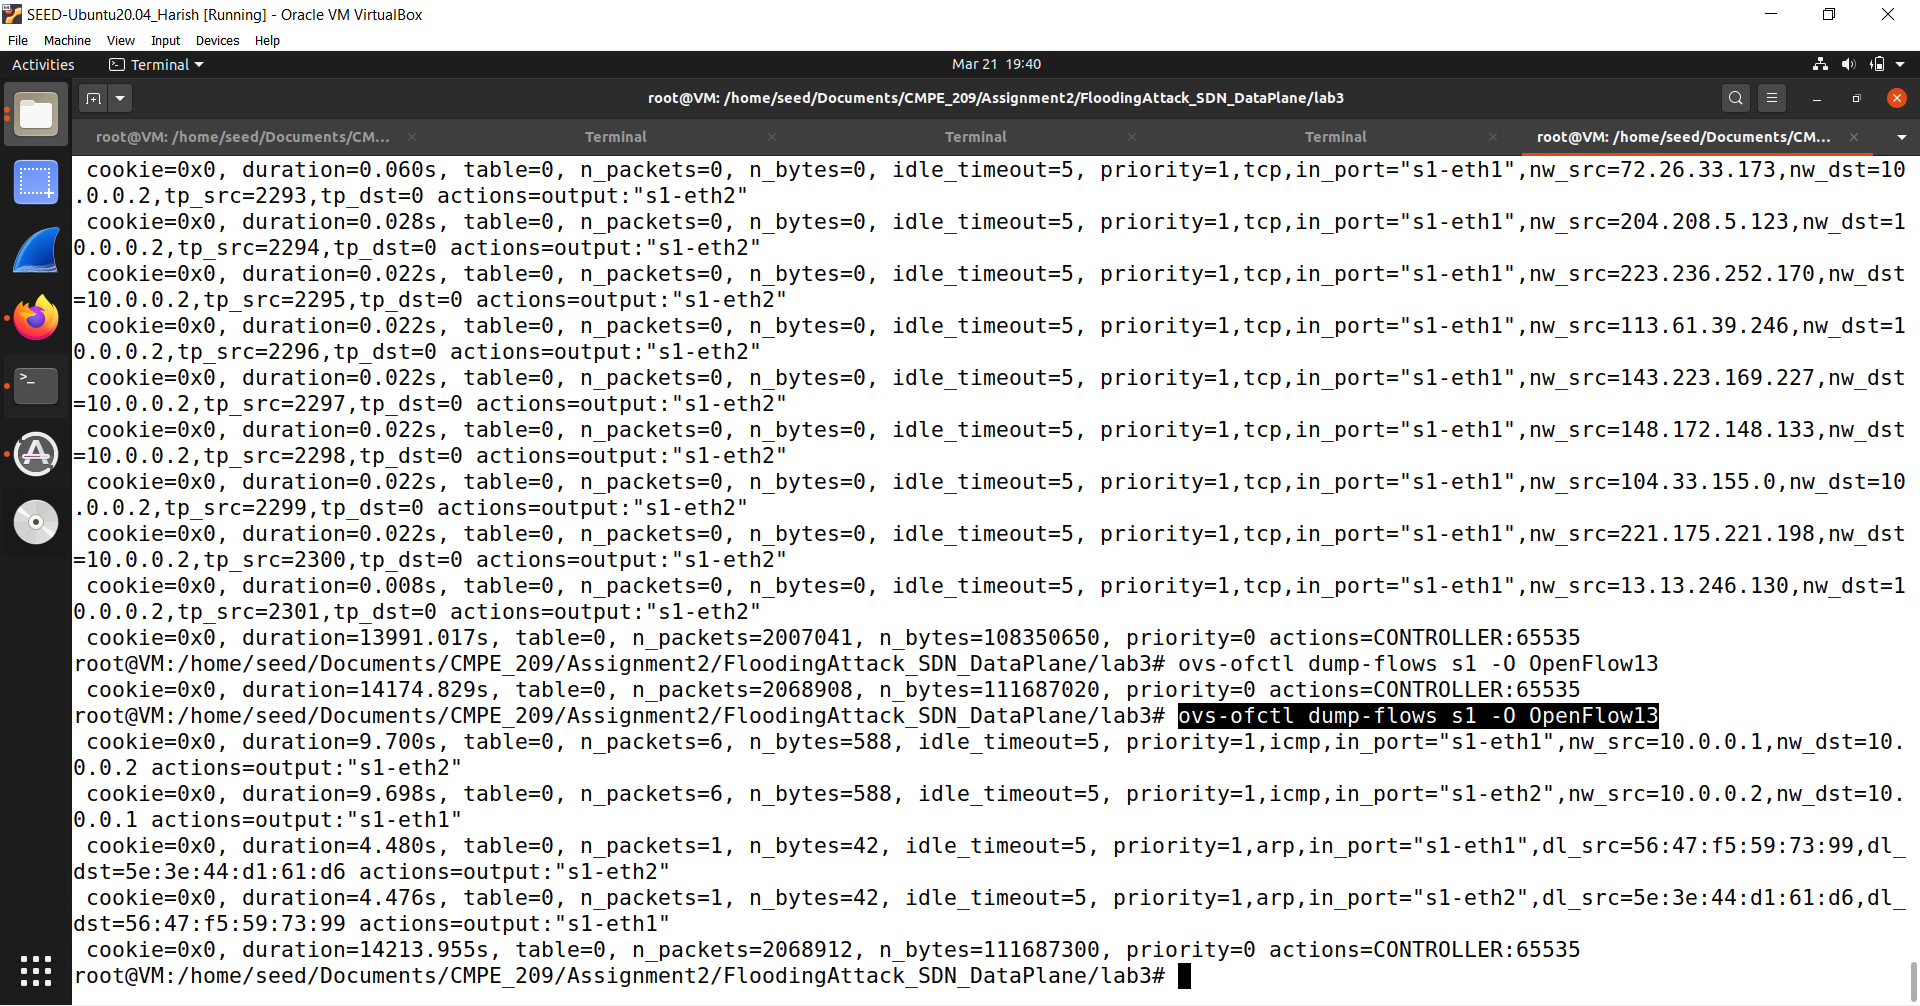 SEED-Ubuntu20.04_Harish [Running] - Oracle VM VirtualBox
File Machine View Input Devices Help
Activities Terminal Mar 21 19:40
root@VM: /home/seed/Documents/CMPE_209/Assignment2/FloodingAttack_SDN_DataPlane/lab3
root@VM: /home/seed/Documents/CM... Terminal Terminal Terminal root@VM: /home/seed/Documents/CM...
cookie=0x0, duration=0.060s, table=0, n_packets=0, n_bytes=0, idle_timeout=5, priority=1,tcp,in_port="s1-eth1",nw_src=72.26.33.173,nw_dst=10
.0.0.2,tp_src=2293,tp_dst=0 actions=output:"s1-eth2"
cookie=0x0, duration=0.028s, table=0, n_packets=0, n_bytes=0, idle_timeout=5, priority=1,tcp,in_port="s1-eth1",nw_src=204.208.5.123,nw_dst=1
0.0.0.2,tp_src=2294,tp_dst=0 actions=output:"s1-eth2"
cookie=0x0, duration=0.022s, table=0, n_packets=0, n_bytes=0, idle_timeout=5, priority=1,tcp,in_port="s1-eth1",nw_src=223.236.252.170,nw_dst
=10.0.0.2,tp_src=2295,tp_dst=0 actions=output:"s1-eth2"
cookie=0x0, duration=0.022s, table=0, n_packets=0, n_bytes=0, idle_timeout=5, priority=1,tcp,in_port="s1-eth1",nw_src=113.61.39.246,nw_dst=1
0.0.0.2,tp_src=2296,tp_dst=0 actions=output:"s1-eth2"
cookie=0x0, duration=0.022s, table=0, n_packets=0, n_bytes=0, idle_timeout=5, priority=1,tcp,in_port="s1-eth1",nw_src=143.223.169.227,nw_dst
=10.0.0.2,tp_src=2297,tp_dst=0 actions=output:"s1-eth2"
cookie=0x0, duration=0.022s, table=0, n_packets=0, n_bytes=0, idle_timeout=5, priority=1,tcp,in_port="s1-eth1",nw_src=148.172.148.133,nw_dst
=10.0.0.2,tp_src=2298,tp_dst=0 actions=output:"s1-eth2"
cookie=0x0, duration=0.022s, table=0, n_packets=0, n_bytes=0, idle_timeout=5, priority=1,tcp,in_port="s1-eth1",nw_src=104.33.155.0,nw_dst=10
.0.0.2,tp_src=2299,tp_dst=0 actions=output:"s1-eth2"
cookie=0x0, duration=0.022s, table=0, n_packets=0, n_bytes=0, idle_timeout=5, priority=1,tcp,in_port="s1-eth1",nw_src=221.175.221.198,nw_dst
=10.0.0.2,tp_src=2300,tp_dst=0 actions=output:"s1-eth2"
cookie=0x0, duration=0.008s, table=0, n_packets=0, n_bytes=0, idle_timeout=5, priority=1,tcp,in_port="s1-eth1",nw_src=13.13.246.130,nw_dst=1
0.0.0.2,tp_src=2301,tp_dst=0 actions=output:"s1-eth2"
cookie=0x0, duration=13991.017s, table=0, n_packets=2007041, n_bytes=108350650, priority=0 actions=CONTROLLER:65535
root@VM:/home/seed/Documents/CMPE_209/Assignment2/FloodingAttack_SDN_DataPlane/lab3# ovs-ofctl dump-flows s1 -O OpenFlow13
cookie=0x0, duration=14174.829s, table=0, n_packets=2068908, n_bytes=111687020, priority=0 actions=CONTROLLER:65535
root@VM:/home/seed/Documents/CMPE_209/Assignment2/FloodingAttack_SDN_DataPlane/lab3# ovs-ofctl dump-flows s1 -O OpenFlow13
cookie=0x0, duration=9.700s, table=0, n_packets=6, n_bytes=588, idle_timeout=5, priority=1,icmp,in_port="s1-eth1",nw_src=10.0.0.1,nw_dst=10.
0.0.2 actions=output:"s1-eth2"
cookie=0x0, duration=9.698s, table=0, n_packets=6, n_bytes=588, idle_timeout=5, priority=1,icmp,in_port="s1-eth2",nw_src=10.0.0.2,nw_dst=10.
0.0.1 actions=output:"s1-eth1"
cookie=0x0, duration=4.480s, table=0, n_packets=1, n_bytes=42, idle_timeout=5, priority=1,arp,in_port="s1-eth1",dl_src=56:47:f5:59:73:99,dl_
dst=5e:3e:44:d1:61:d6 actions=output:"s1-eth2"
cookie=0x0, duration=4.476s, table=0, n_packets=1, n_bytes=42, idle_timeout=5, priority=1,arp,in_port="s1-eth2",dl_src=5e:3e:44:d1:61:d6,dl_
dst=56:47:f5:59:73:99 actions=output:"s1-eth1"
cookie=0x0, duration=14213.955s, table=0, n_packets=2068912, n_bytes=111687300, priority=0 actions=CONTROLLER:65535
root@VM:/home/seed/Documents/CMPE_209/Assignment2/FloodingAttack_SDN_DataPlane/lab3#